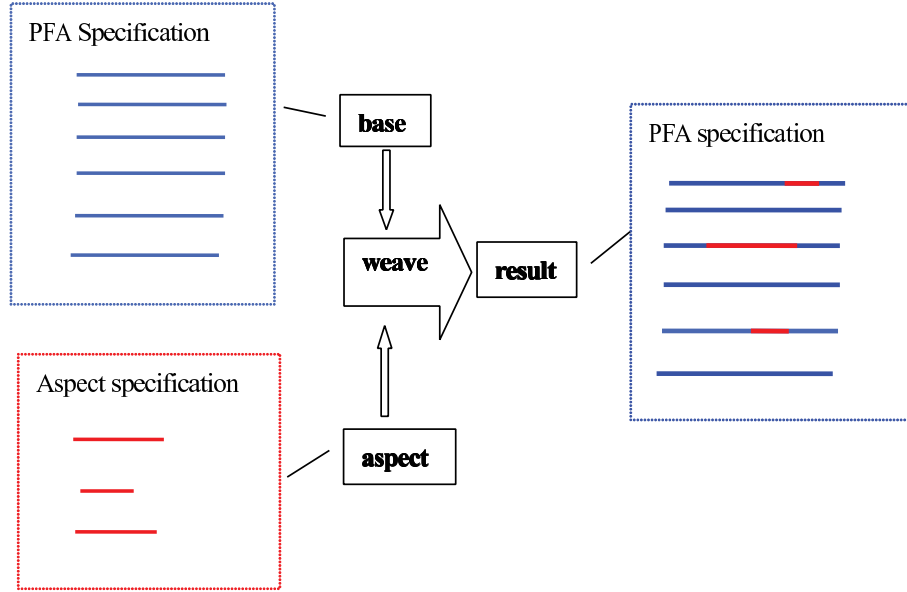 PFA Specification
base
PFA specification
weave
result
Aspect specification
aspect